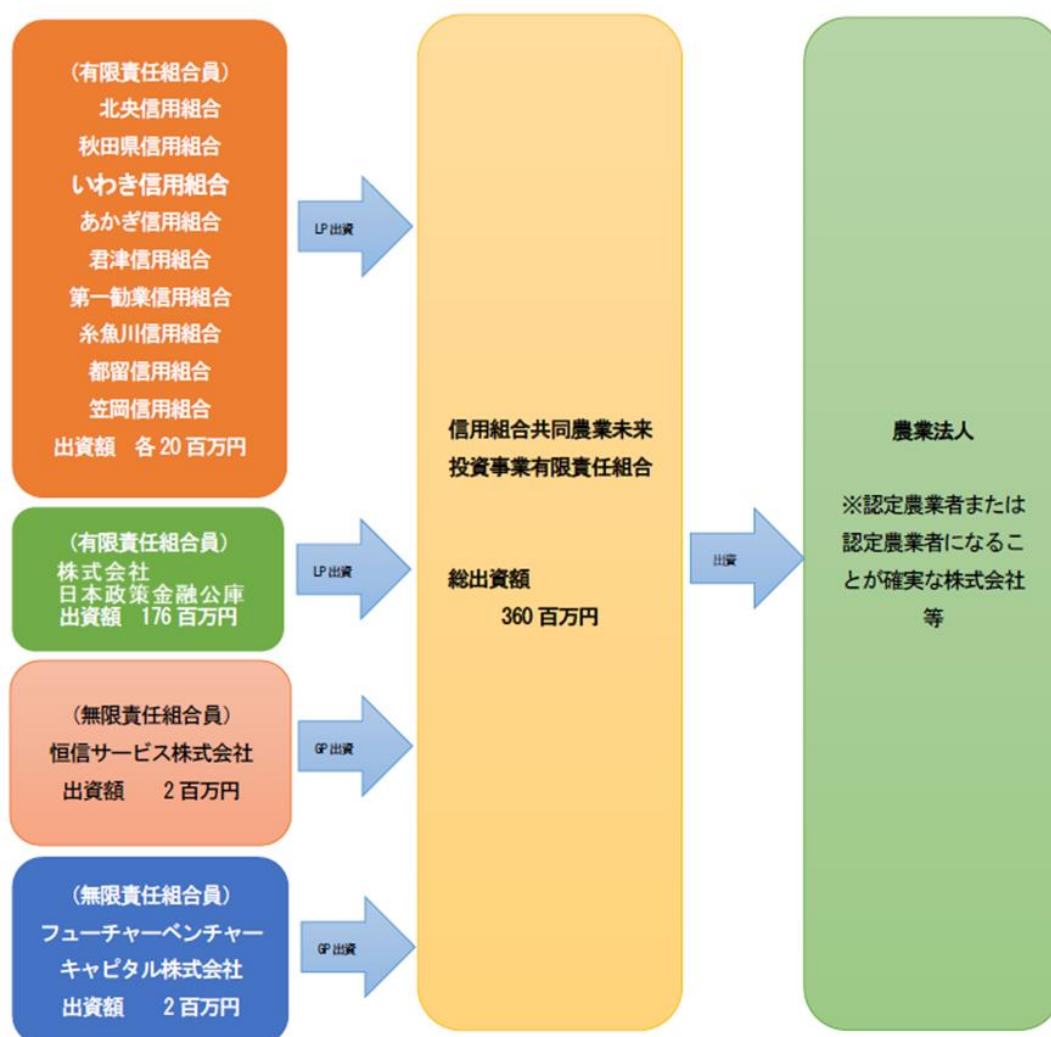 (有限責任組合員)
北央信用組合
秋田県信用組合
いわき信用組合
あかぎ信用組合
君津信用組合
第一勧業信用組合
糸魚川信用組合
都留信用組合
笠岡信用組合
出資額 各20百万円
LP出資
(有限責任組合員)
株式会社
日本政策金融公庫
出資額 176百万円
LP出資
(無限責任組合員)
恒信サービス株式会社
出資額 2百万円
GP出資
(無限責任組合員)
フューチャーベンチャー
キャピタル株式会社
出資額 2百万円
GP出資
信用組合共同農業未来
投資事業有限責任組合
総出資額
360百万円
出資
農業法人
※認定農業者または
認定農業者になるこ
とが確実な株式会社
等